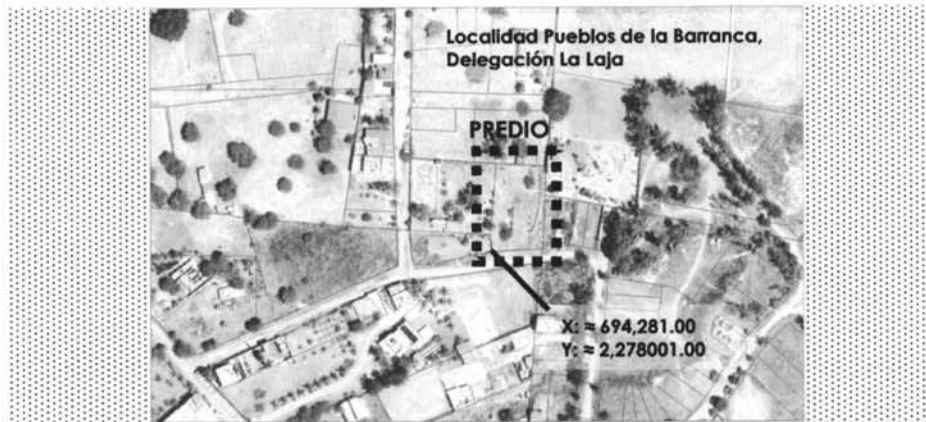 Localidad Pueblos de la Barranca,
Delegación La Laja
PREDIO
X: ≈ 694,281.00
Y: ≈ 2,278001.00